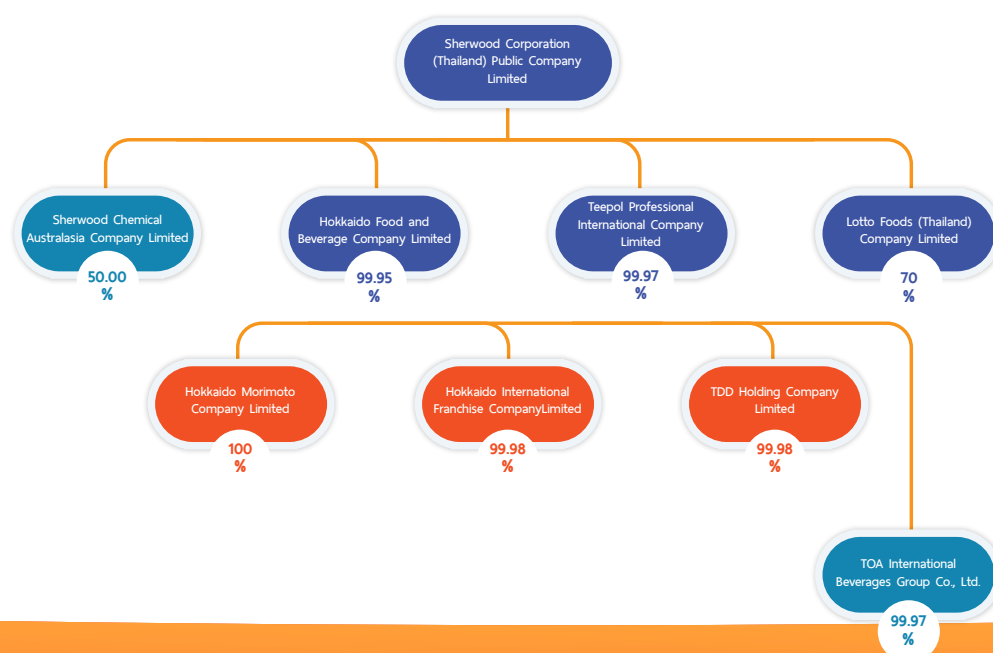 Sherwood Corporation
(Thailand) Public Company
Limited
Sherwood Chemical
Australasia Company Limited
50.00
%
Hokkaido Food and
Beverage Company Limited
99.95
%
Teepol Professional
International Company
Limited
99.97
%
Lotto Foods (Thailand)
Company Limited
70
%
Hokkaido Morimoto
Company Limited
100
%
Hokkaido International
Franchise CompanyLimited
99.98
%
TDD Holding Company
Limited
99.98
%
TOA International
Beverages Group Co., Ltd.
99.97
%